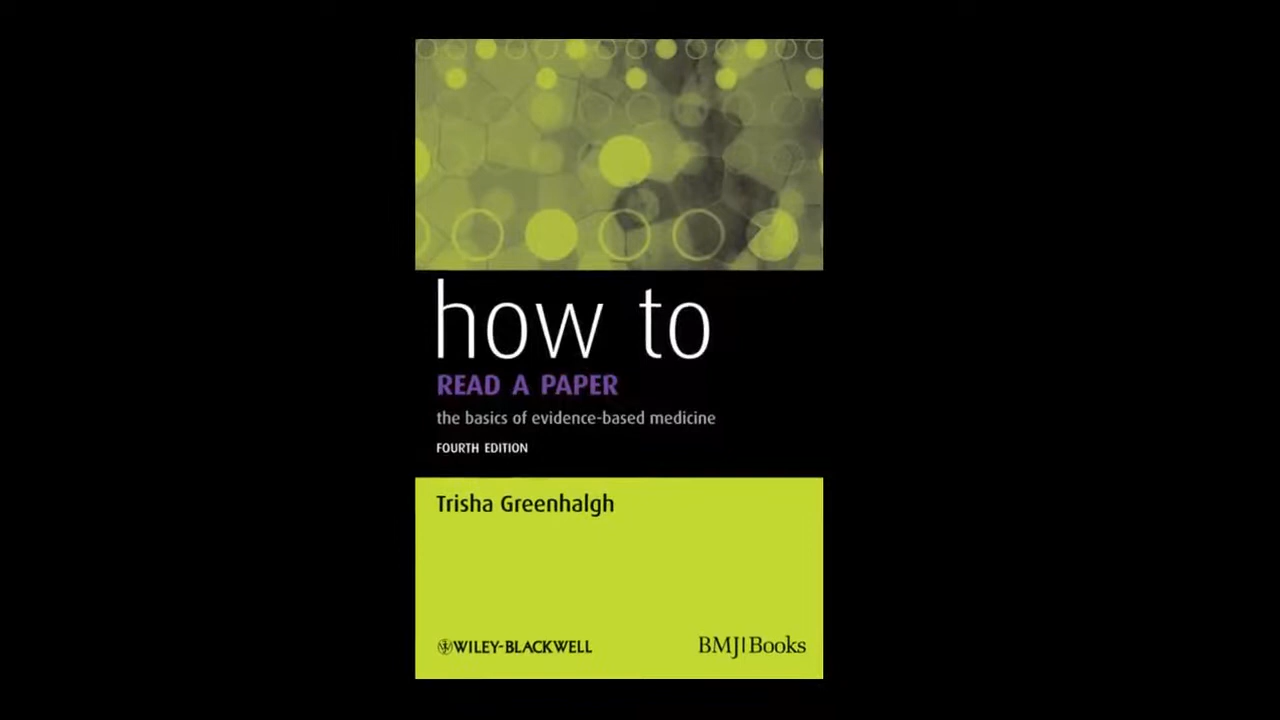 how to
READ A PAPER
the basics of evidence-based medicine
FOURTH EDITION
Trisha Greenhalgh
WILEY-BLACKWELL
BMJ|Books